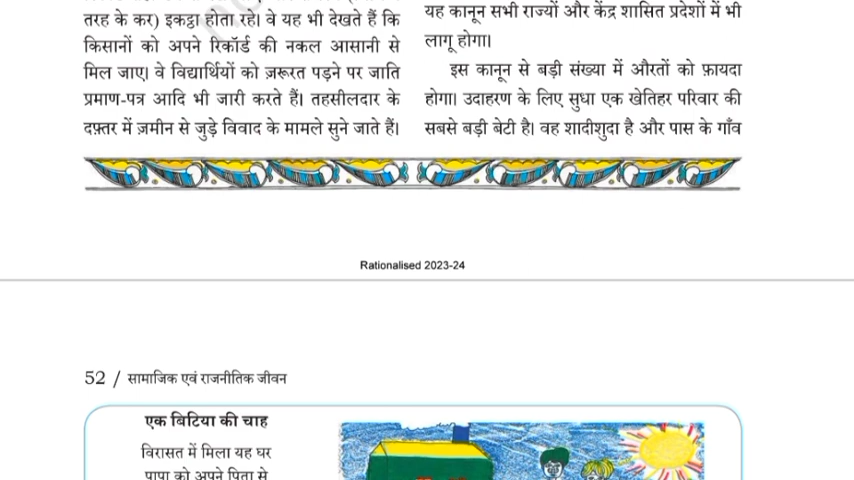 तरह के कर) इकट्ठा होता रहे। वे यह भी देखते हैं कि
किसानों को अपने रिकॉर्ड की नकल आसानी से
मिल जाए। वे विद्यार्थियों को ज़रूरत पड़ने पर जाति
प्रमाण-पत्र आदि भी जारी करते हैं। तहसीलदार के
दफ़्तर में ज़मीन से जुड़े विवाद के मामले सुने जाते हैं।
यह कानून सभी राज्यों और केंद्र शासित प्रदेशों में भी
लागू होगा।
इस कानून से बड़ी संख्या में औरतों को फ़ायदा
होगा। उदाहरण के लिए सुधा एक खेतिहर परिवार की
सबसे बड़ी बेटी है। वह शादीशुदा है और पास के गाँव
Rationalised 2023-24
52 / सामाजिक एवं राजनीतिक जीवन
एक बिटिया की चाह
विरासत में मिला यह घर
पापा को अपने पिता से